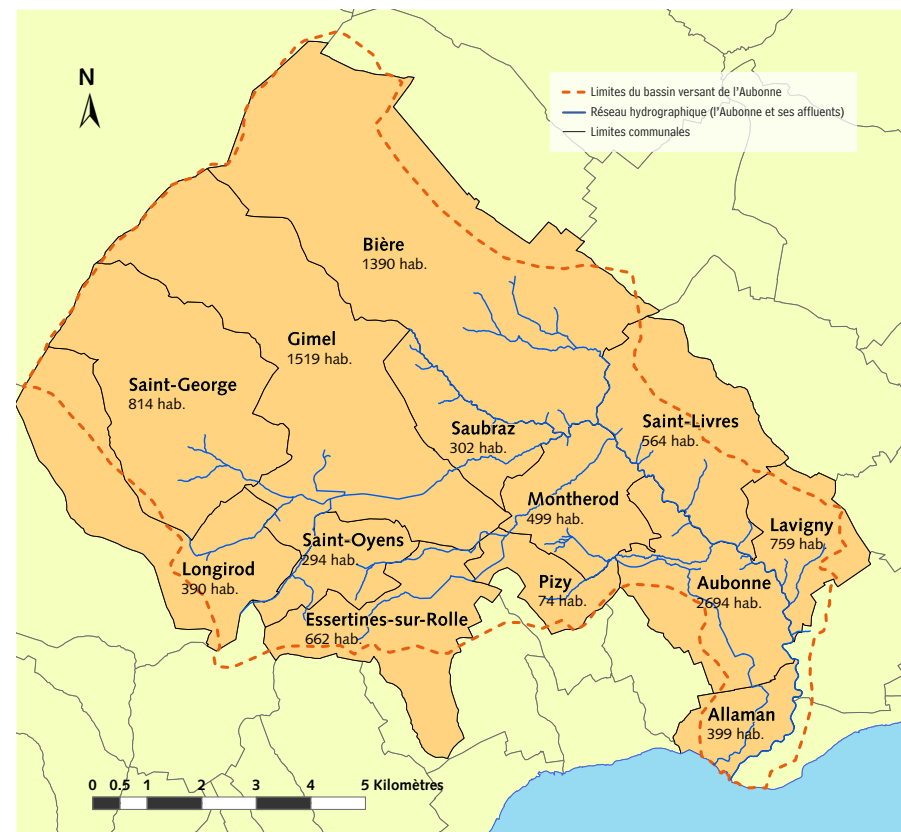 N
Limites du bassin versant de l'Aubonne
Réseau hydrographique (l'Aubonne et ses affluents)
Limites communales
Bière
1390 hab.
Gimel
1519 hab.
Saint-George
814 hab.
Saubraz
302 hab.
Saint-Livres
564 hab.
Montherod
499 hab.
Lavigny
759 hab.
Saint-Oyens
294 hab.
Longirod
390 hab.
Pizy
74 hab.
Aubonne
2694 hab.
Essertines-sur-Rolle
662 hab.
Allaman
399 hab.
0 0.5 1 2 3 4 5 Kilomètres